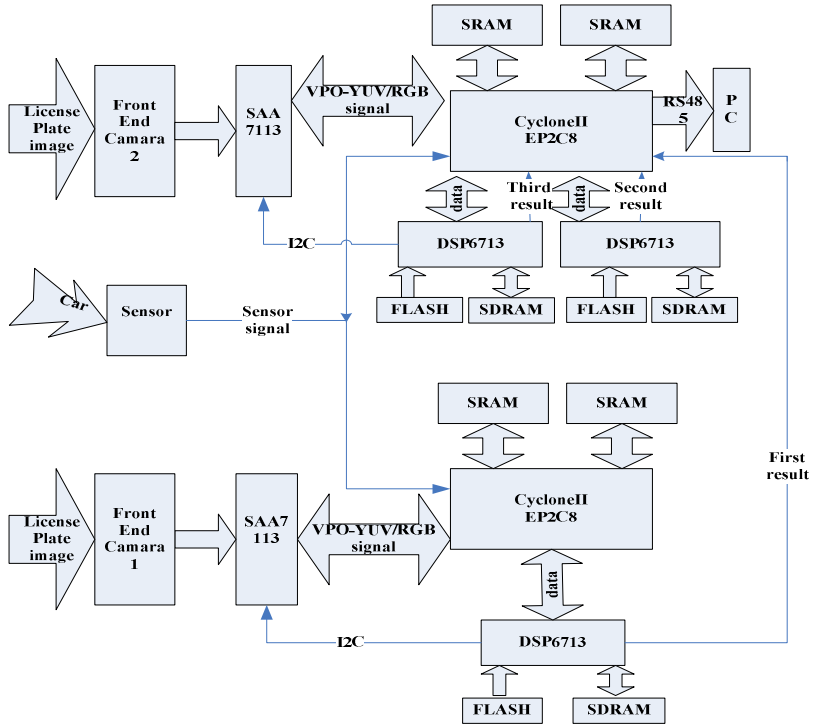 SRAM
SRAM
License
Plate
image
Front
End
Camara
2
SAA
7113
VPO-YUV/RGB
signal
CycloneII
EP2C8
RS48
5
P
C
data
Third
result
data
Second
result
I2C
DSP6713
DSP6713
FLASH
SDRAM
FLASH
SDRAM
Car
Sensor
Sensor
signal
SRAM
SRAM
First
result
License
Plate
image
Front
End
Camara
1
SAA7
113
VPO-YUV/RGB
signal
CycloneII
EP2C8
data
I2C
DSP6713
FLASH
SDRAM